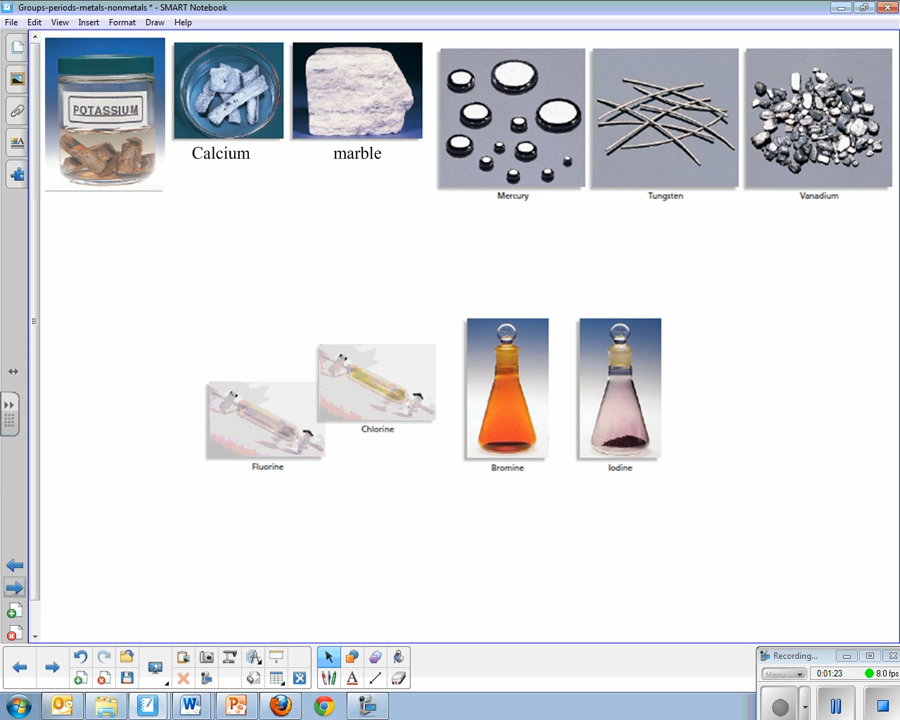 Groups-periods-metals-nonmetals * - SMART Notebook
File Edit View Insert Format Draw Help
POTASSIUM
Calcium
marble
Mercury
Tungsten
Vanadium
Chlorine
Fluorine
Bromine
Iodine
Recording...
Menu... 0:01:23 8.0 fps